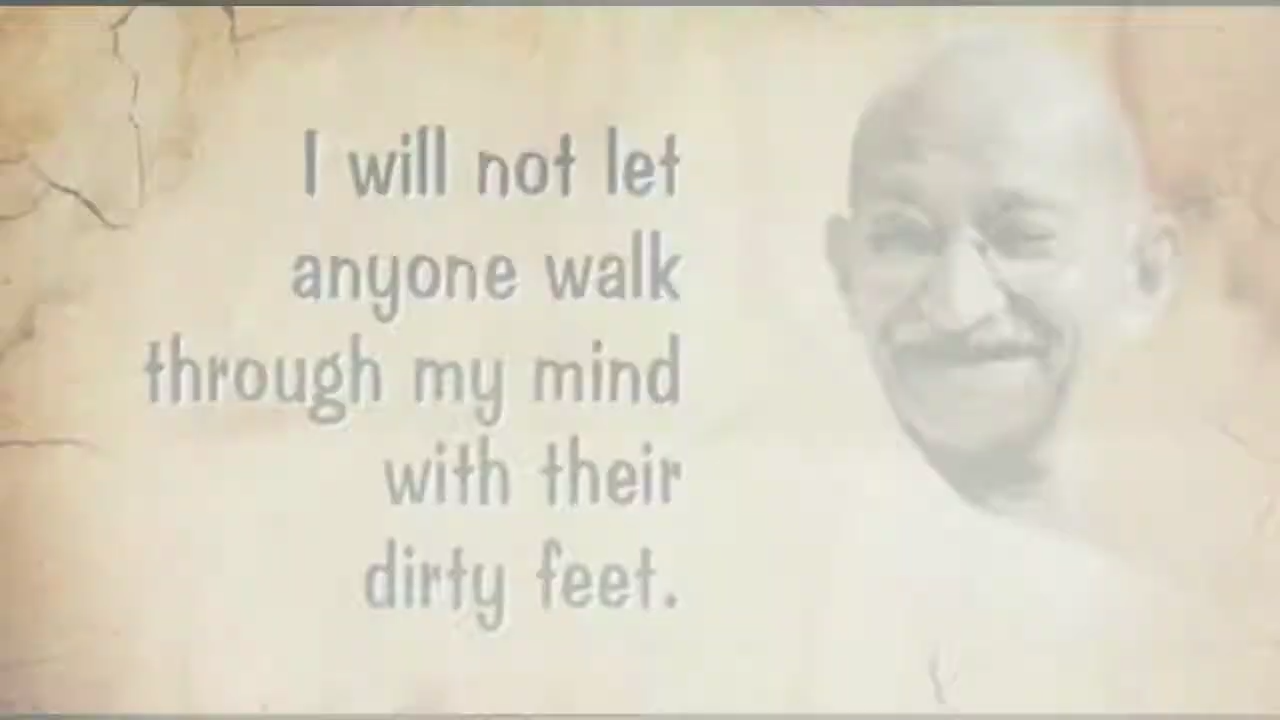 I will not let
anyone walk
through my mind
with their
dirty feet.